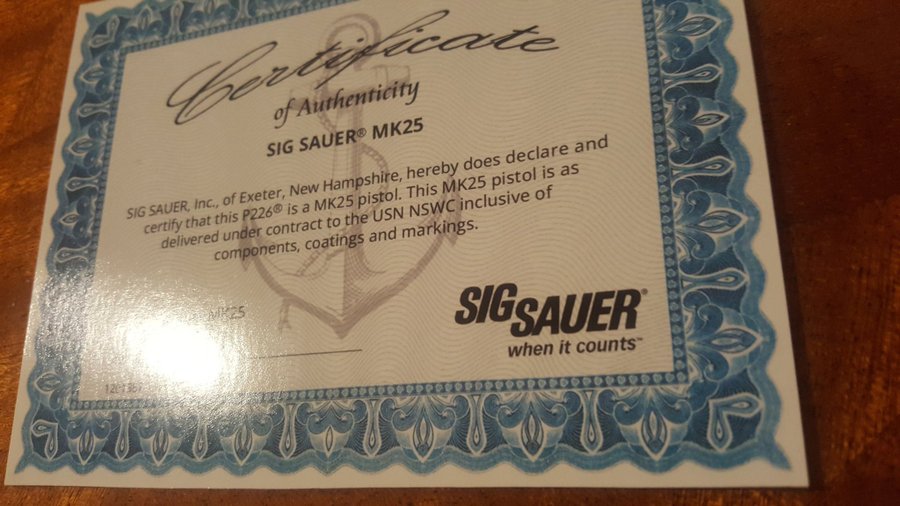 Certificate
of Authenticity
SIG SAUER® MK25
SIG SAUER, Inc., of Exeter, New Hampshire, hereby does declare and
certify that this P226® is a MK25 pistol. This MK25 pistol is as
delivered under contract to the USN NSWC inclusive of
components, coatings and markings.
MK25
SIG SAUER®
when it counts™